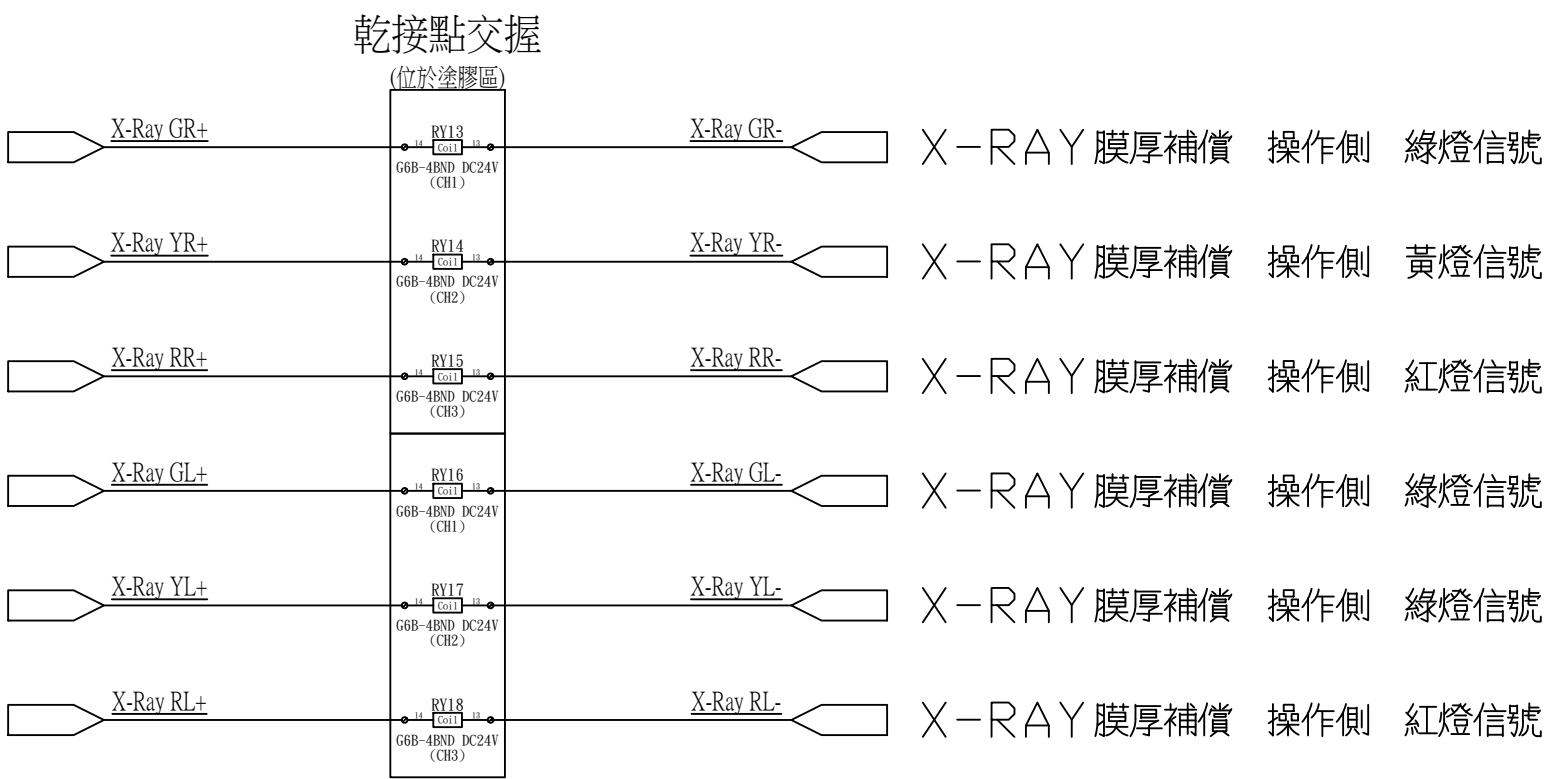 乾接點交握
(位於塗膠區)
X-Ray GR+
14
RY13
Coil
13
G6B-4BND DC24V
(CH1)
X-Ray GR-
X-RAY膜厚補償 操作側 綠燈信號
X-Ray YR+
14
RY14
Coil
13
G6B-4BND DC24V
(CH2)
X-Ray YR-
X-RAY膜厚補償 操作側 黃燈信號
X-Ray RR+
14
RY15
Coil
13
G6B-4BND DC24V
(CH3)
X-Ray RR-
X-RAY膜厚補償 操作側 紅燈信號
X-Ray GL+
14
RY16
Coil
13
G6B-4BND DC24V
(CH1)
X-Ray GL-
X-RAY膜厚補償 操作側 綠燈信號
X-Ray YL+
14
RY17
Coil
13
G6B-4BND DC24V
(CH2)
X-Ray YL-
X-RAY膜厚補償 操作側 綠燈信號
X-Ray RL+
14
RY18
Coil
13
G6B-4BND DC24V
(CH3)
X-Ray RL-
X-RAY膜厚補償 操作側 紅燈信號